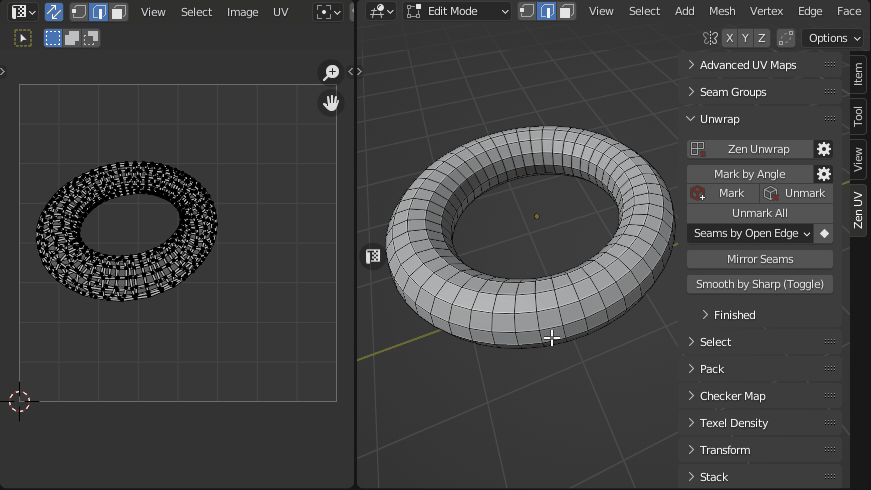 View Select Image UV
Edit Mode View Select Add Mesh Vertex Edge Face
X Y Z Options
Advanced UV Maps
Seam Groups
Unwrap
Zen Unwrap
Mark by Angle
Mark Unmark
Unmark All
Seams by Open Edge
Mirror Seams
Smooth by Sharp (Toggle)
Finished
Select
Pack
Checker Map
Texel Density
Transform
Stack
Item
Tool
View
Zen UV